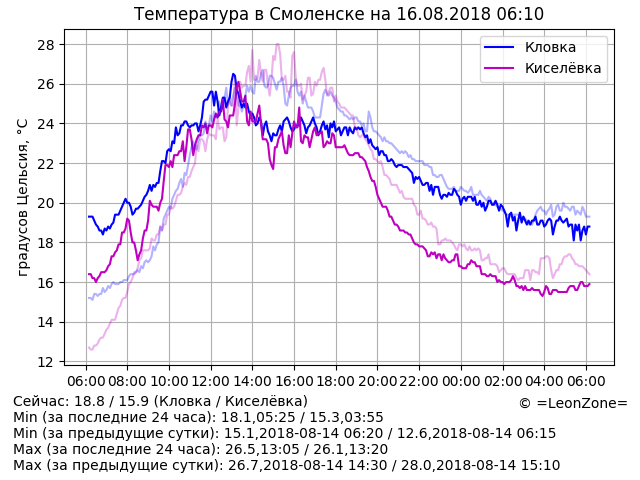 Температура в Смоленске на 16.08.2018 06:10
Кловка
Киселёвка
градусов Цельсия, °C
28
26
24
22
20
18
16
14
12
06:00 08:00 10:00 12:00 14:00 16:00 18:00 20:00 22:00 00:00 02:00 04:00 06:00
Сейчас: 18.8 / 15.9 (Кловка / Киселёвка)
© =LeonZone=
Min (за последние 24 часа): 18.1,05:25 / 15.3,03:55
Min (за предыдущие сутки): 15.1,2018-08-14 06:20 / 12.6,2018-08-14 06:15
Max (за последние 24 часа): 26.5,13:05 / 26.1,13:20
Max (за предыдущие сутки): 26.7,2018-08-14 14:30 / 28.0,2018-08-14 15:10